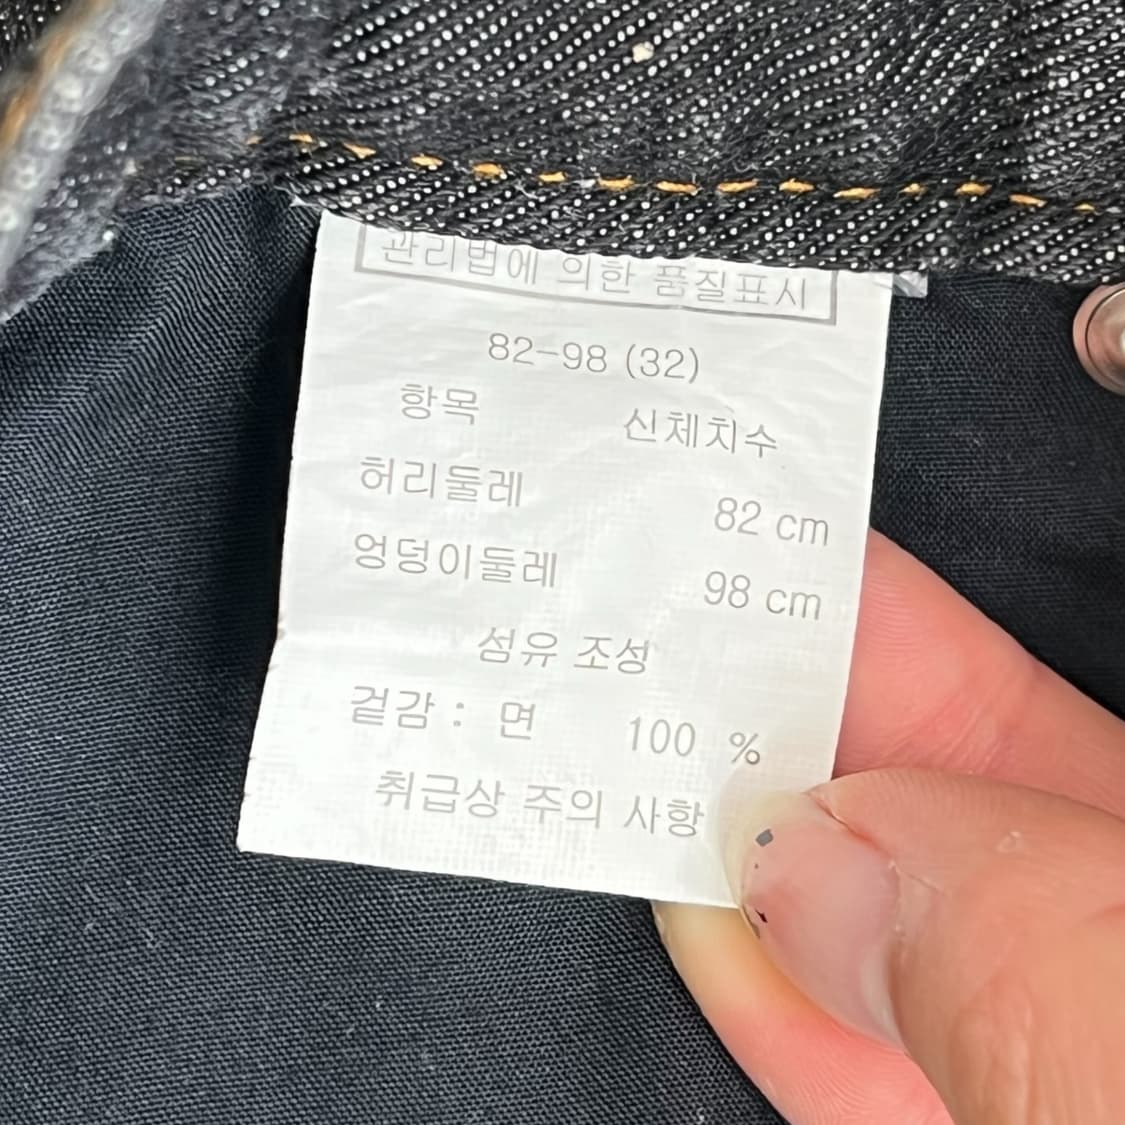 관리법에 의한 품질표시
82-98 (32)
항목 신체치수
허리둘레 82 cm
엉덩이둘레 98 cm
섬유 조성
겉감 : 면 100 %
취급상 주의 사항